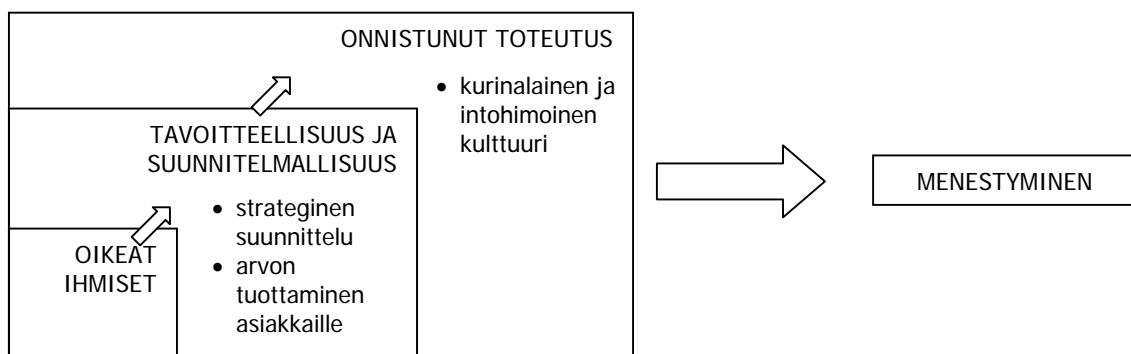 ONNISTUNUT TOTEUTUS
• kurinalainen ja
intohimoinen
kulttuuri
TAVOITTEELLISUUS JA
SUUNNITELMALLISUUS
• strateginen
suunnittelu
• arvon
tuottaminen
asiakkaille
OIKEAT
IHMISET
MENESTYMINEN